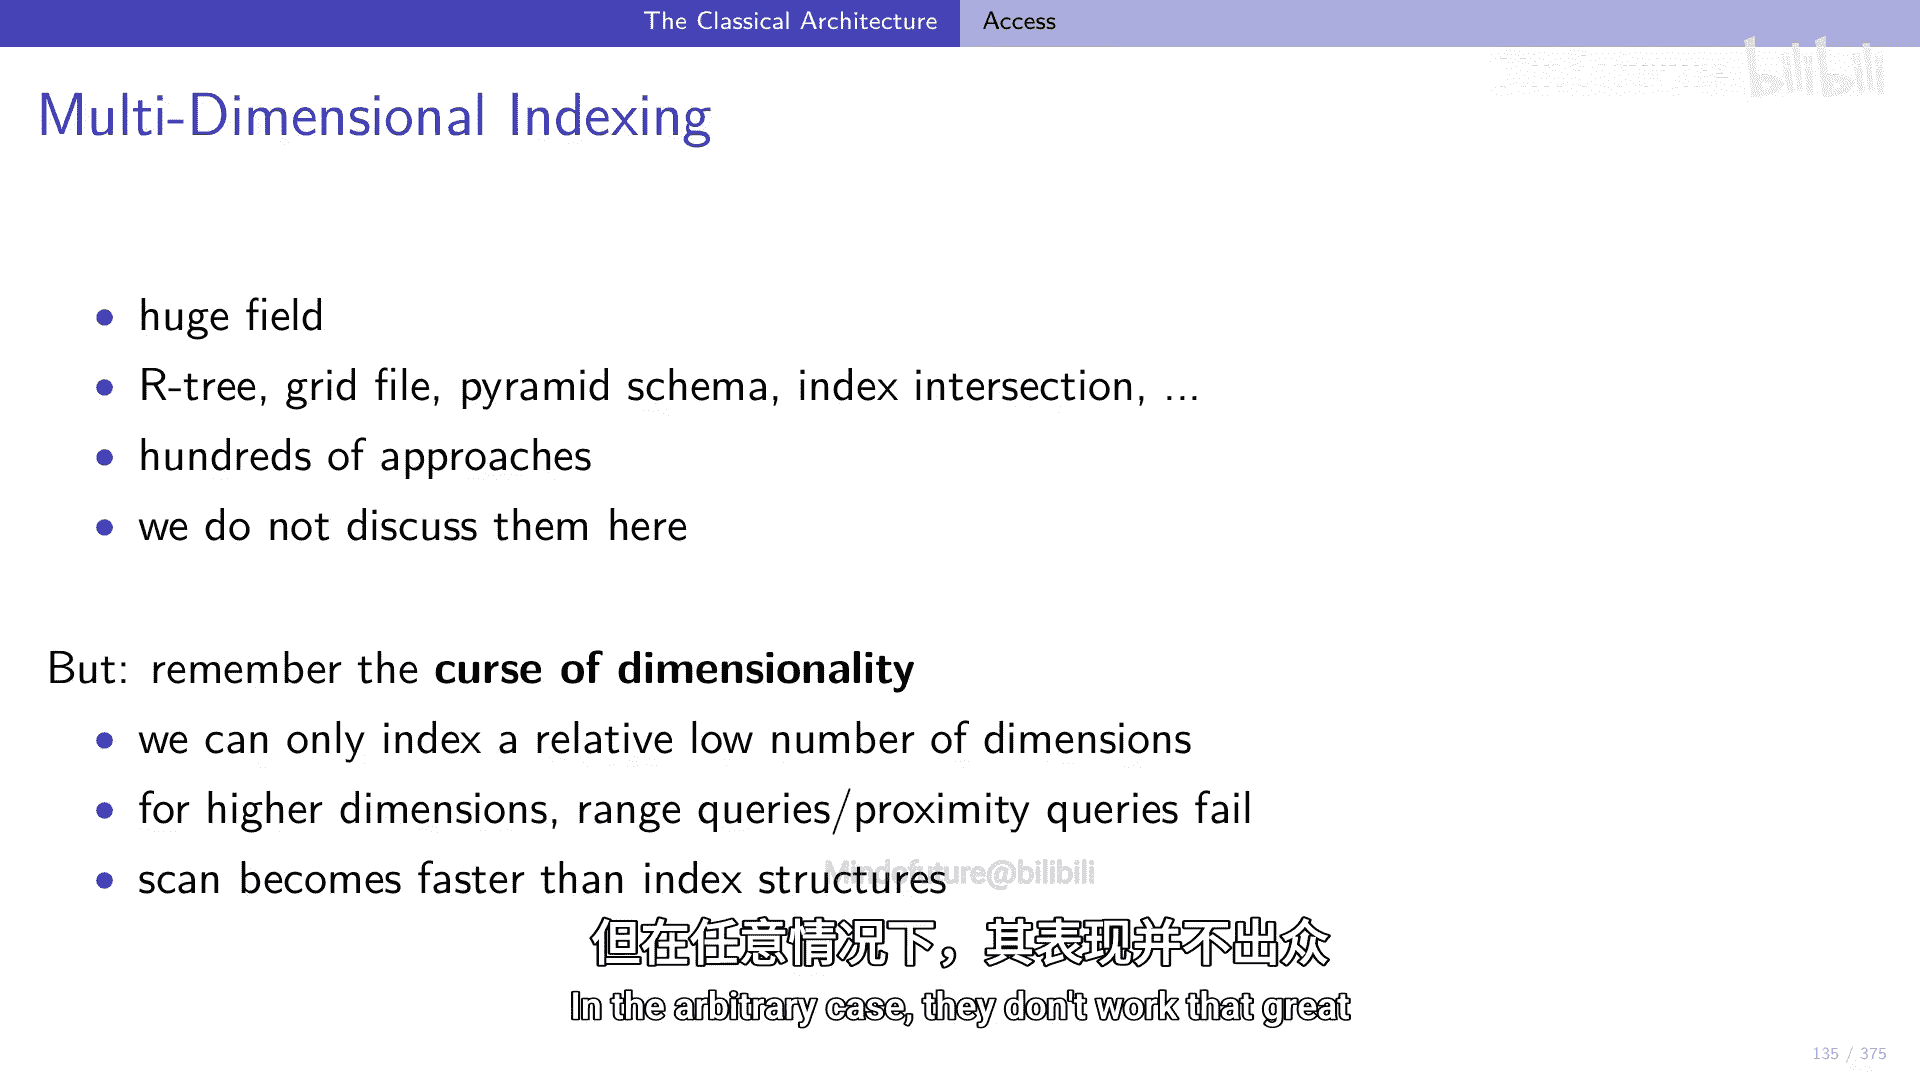 The Classical Architecture Access
bilibili
Multi-Dimensional Indexing
• huge field
• R-tree, grid file, pyramid schema, index intersection, ...
• hundreds of approaches
• we do not discuss them here
But: remember the curse of dimensionality
• we can only index a relative low number of dimensions
• for higher dimensions, range queries/proximity queries fail
• scan becomes faster than index structures
Mindofuture@bilibili
但在任意情况下，其表现并不出众
In the arbitrary case, they don't work that great
135 / 375